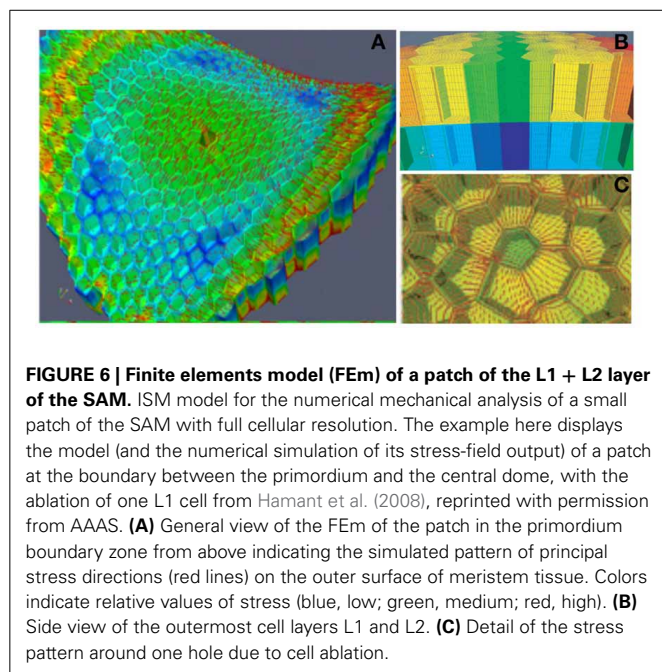 A
B
C
FIGURE 6 | Finite elements model (FEm) of a patch of the L1 + L2 layer
of the SAM. ISM model for the numerical mechanical analysis of a small
patch of the SAM with full cellular resolution. The example here displays
the model (and the numerical simulation of its stress-field output) of a patch
at the boundary between the primordium and the central dome, with the
ablation of one L1 cell from Hamant et al. (2008), reprinted with permission
from AAAS. (A) General view of the FEm of the patch in the primordium
boundary zone from above indicating the simulated pattern of principal
stress directions (red lines) on the outer surface of meristem tissue. Colors
indicate relative values of stress (blue, low; green, medium; red, high). (B)
Side view of the outermost cell layers L1 and L2. (C) Detail of the stress
pattern around one hole due to cell ablation.